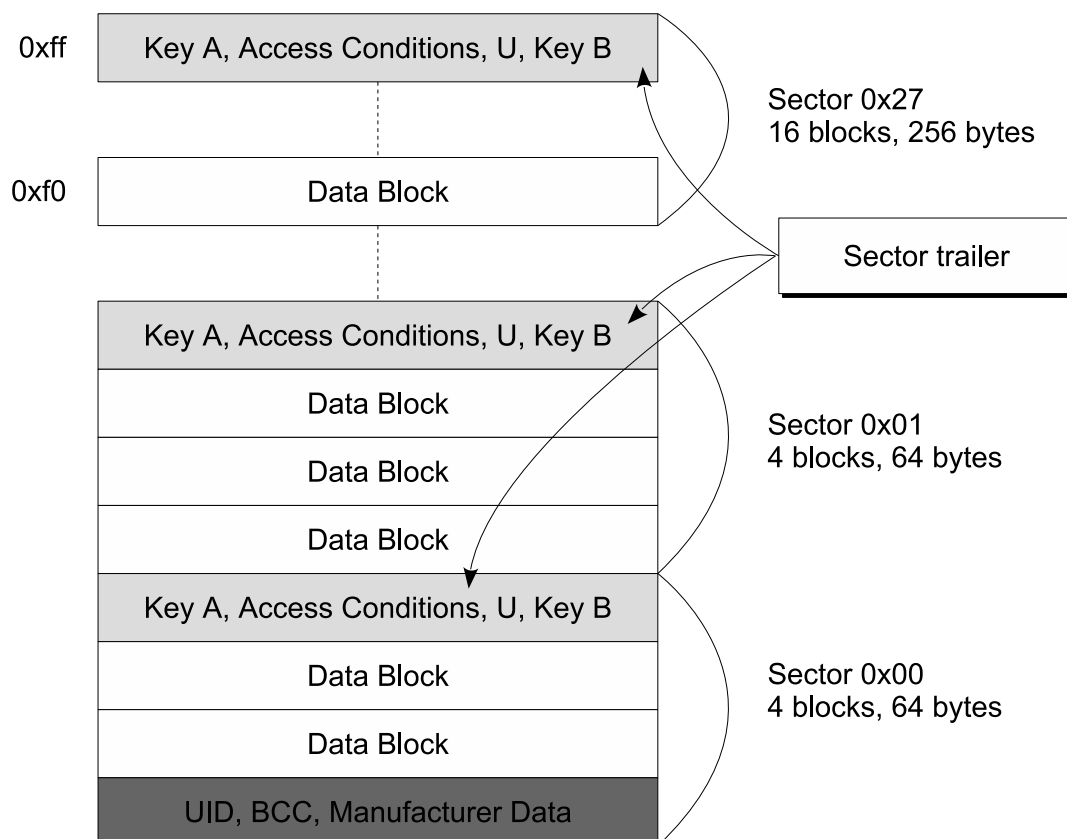 0xff
Key A, Access Conditions, U, Key B
Sector 0x27
16 blocks, 256 bytes
0xf0
Data Block
Sector trailer
Key A, Access Conditions, U, Key B
Data Block
Sector 0x01
4 blocks, 64 bytes
Data Block
Data Block
Key A, Access Conditions, U, Key B
Data Block
Sector 0x00
4 blocks, 64 bytes
Data Block
UID, BCC, Manufacturer Data